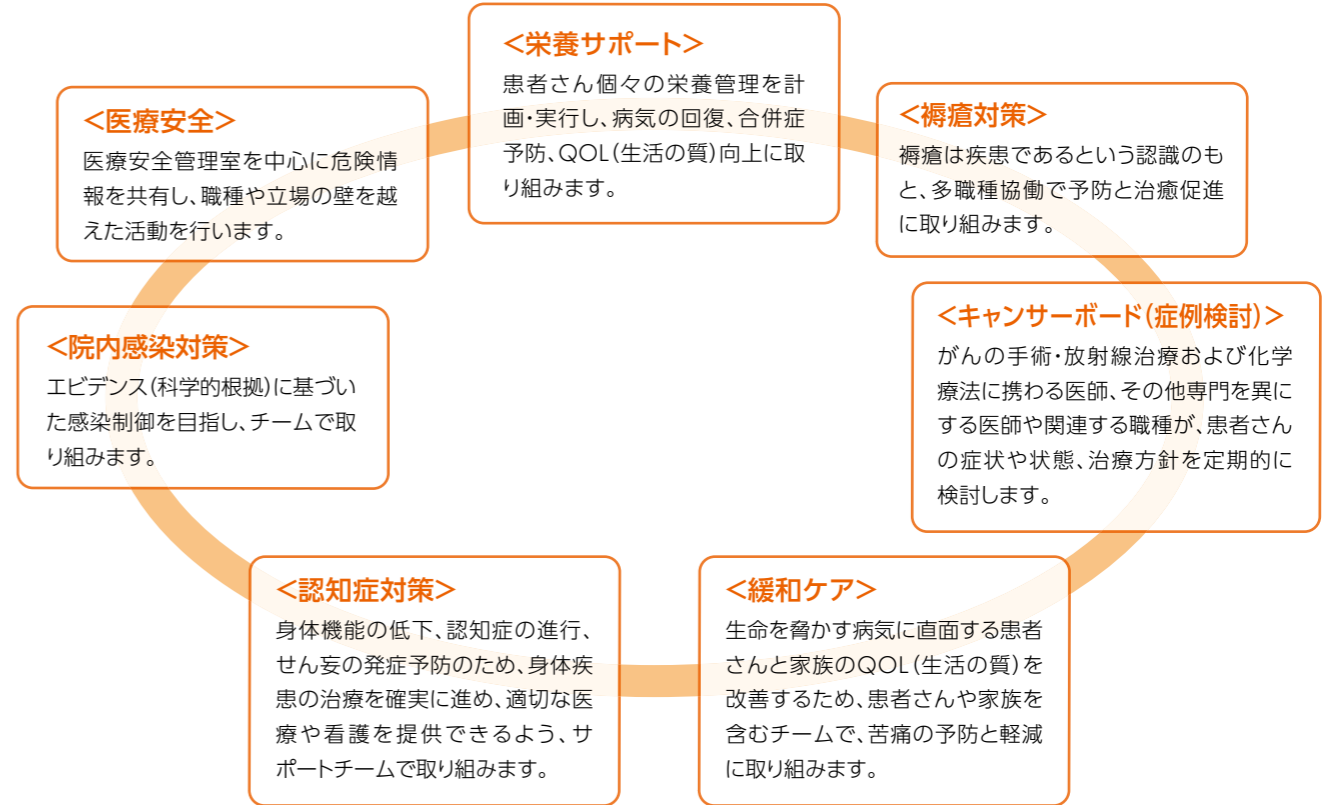 <栄養サポート>
患者さん個々の栄養管理を計
画・実行し、病気の回復、合併症
予防、QOL(生活の質)向上に取
り組みます。
<医療安全>
医療安全管理室を中心に危険情
報を共有し、職種や立場の壁を越
えた活動を行います。
<褥瘡対策>
褥瘡は疾患であるという認識のも
と、多職種協働で予防と治癒促進
に取り組みます。
<院内感染対策>
エビデンス(科学的根拠)に基づい
た感染制御を目指し、チームで取
り組みます。
<キャンサーボード(症例検討)>
がんの手術・放射線治療および化学
療法に携わる医師、その他専門を異に
する医師や関連する職種が、患者さん
の症状や状態、治療方針を定期的に
検討します。
<認知症対策>
身体機能の低下、認知症の進行、
せん妄の発症予防のため、身体疾
患の治療を確実に進め、適切な医
療や看護を提供できるよう、サ
ポートチームで取り組みます。
<緩和ケア>
生命を脅かす病気に直面する患者
さんと家族のQOL(生活の質)を
改善するため、患者さんや家族を
含むチームで、苦痛の予防と軽減
に取り組みます。